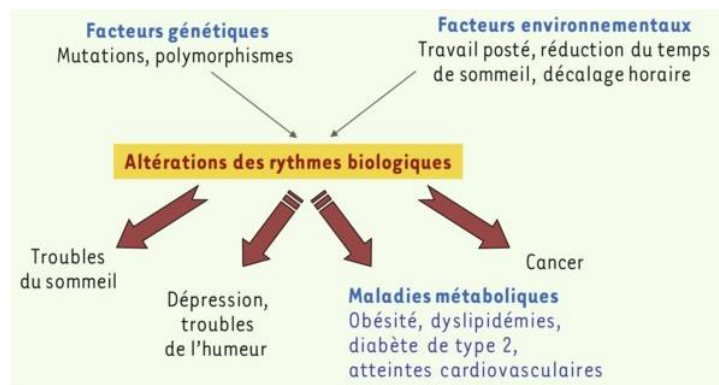 Facteurs génétiques
Mutations, polymorphismes
Facteurs environnementaux
Travail posté, réduction du temps
de sommeil, décalage horaire
Altérations des rythmes biologiques
Troubles
du sommeil
Dépression,
troubles
de l'humeur
Maladies métaboliques
Obésité, dyslipidémies,
diabète de type 2,
atteintes cardiovasculaires
Cancer